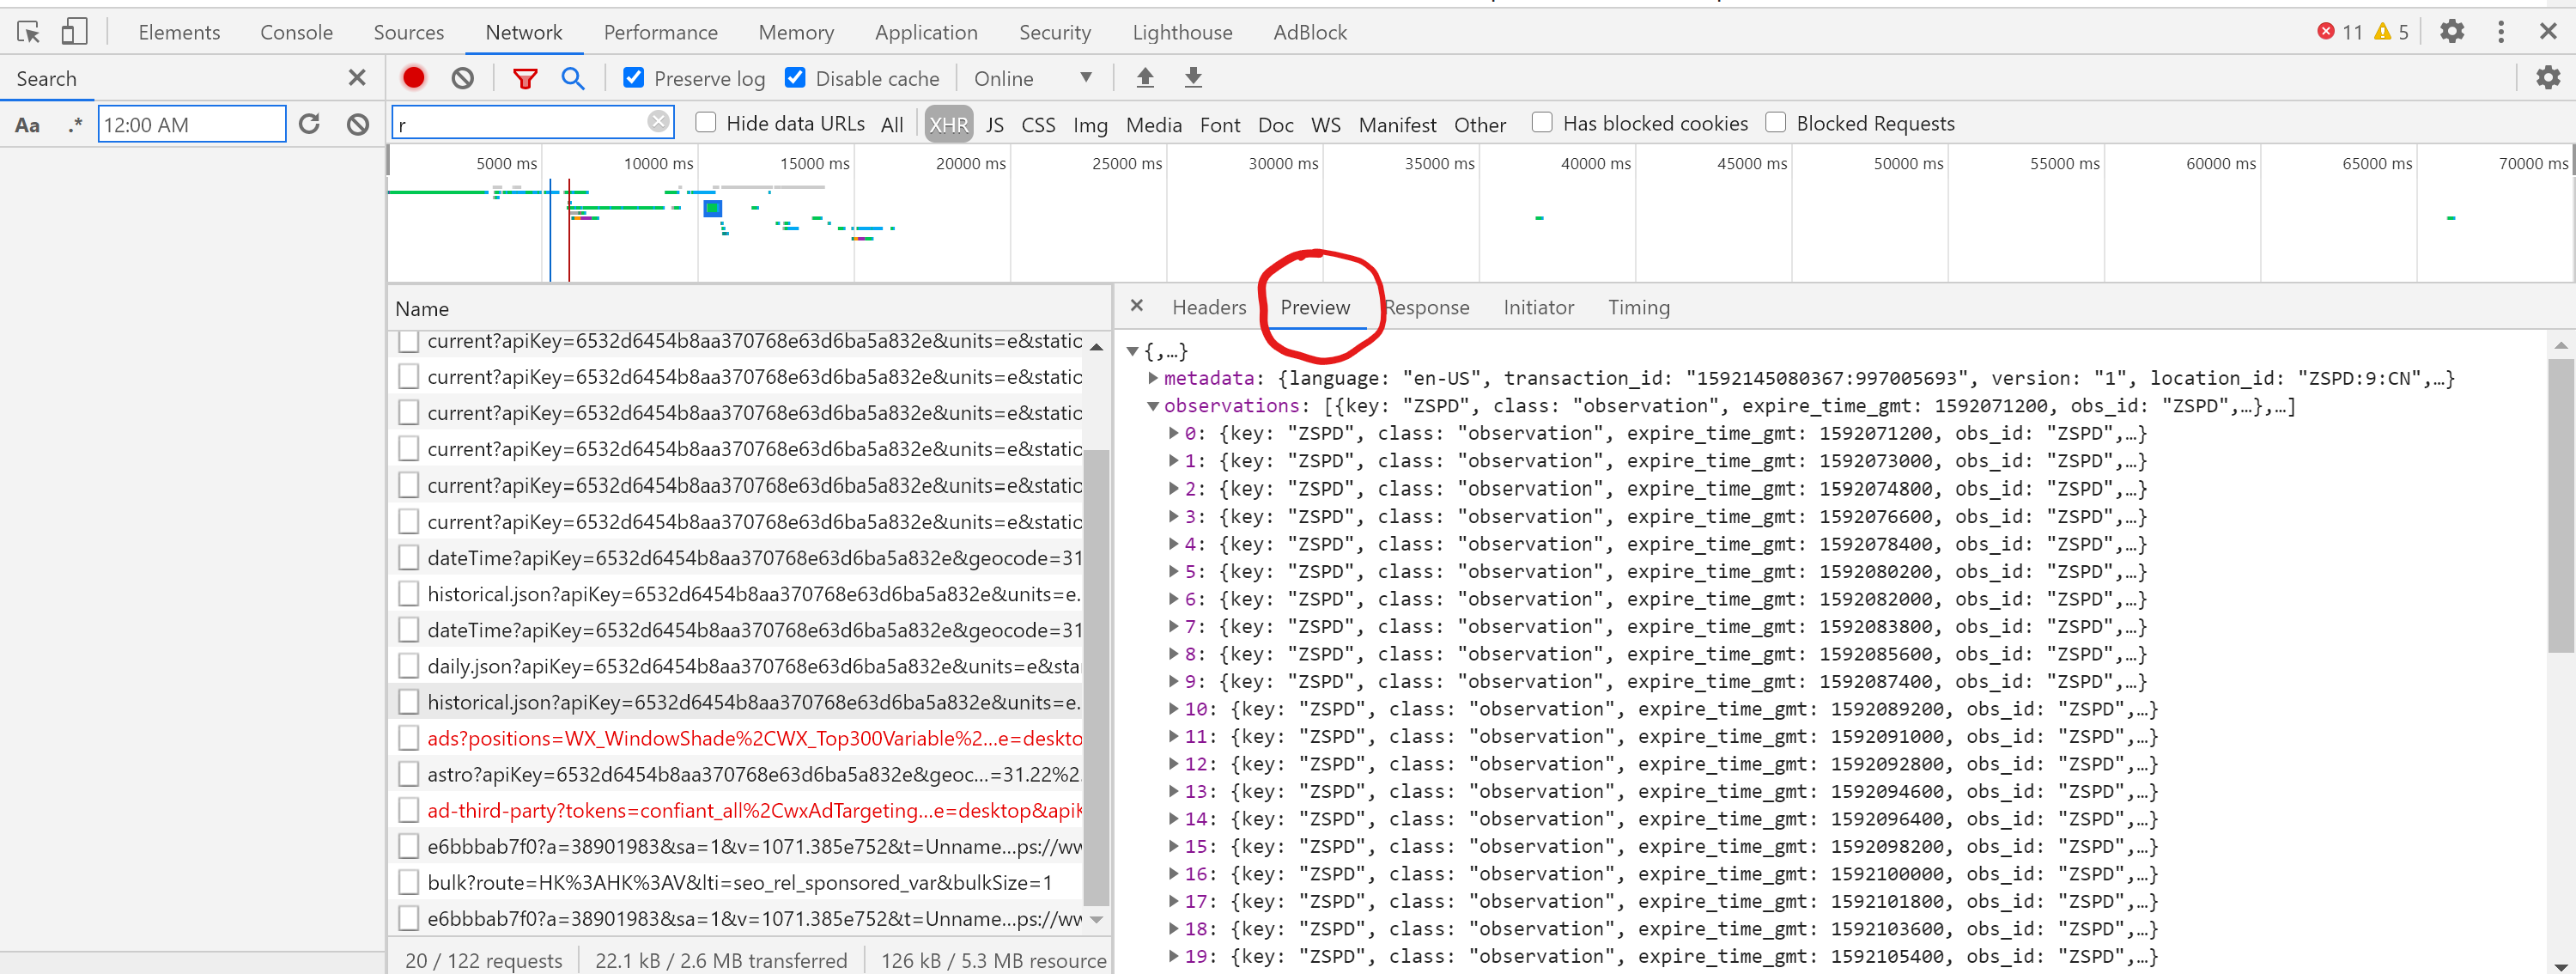 Elements Console Sources Network Performance Memory Application Security Lighthouse AdBlock 11 5
Search Preserve log Disable cache Online
Aa .* 12:00 AM r Hide data URLs All XHR JS CSS Img Media Font Doc WS Manifest Other Has blocked cookies Blocked Requests
5000 ms 10000 ms 15000 ms 20000 ms 25000 ms 30000 ms 35000 ms 40000 ms 45000 ms 50000 ms 55000 ms 60000 ms 65000 ms 70000 ms
Name
current?apiKey=6532d6454b8aa370768e63d6ba5a832e&units=e&statio
current?apiKey=6532d6454b8aa370768e63d6ba5a832e&units=e&statio
current?apiKey=6532d6454b8aa370768e63d6ba5a832e&units=e&statio
current?apiKey=6532d6454b8aa370768e63d6ba5a832e&units=e&statio
current?apiKey=6532d6454b8aa370768e63d6ba5a832e&units=e&statio
current?apiKey=6532d6454b8aa370768e63d6ba5a832e&units=e&statio
dateTime?apiKey=6532d6454b8aa370768e63d6ba5a832e&geocode=31
historical.json?apiKey=6532d6454b8aa370768e63d6ba5a832e&units=e.
dateTime?apiKey=6532d6454b8aa370768e63d6ba5a832e&geocode=31
daily.json?apiKey=6532d6454b8aa370768e63d6ba5a832e&units=e&sta
historical.json?apiKey=6532d6454b8aa370768e63d6ba5a832e&units=e.
ads?positions=WX_WindowShade%2CWX_Top300Variable%2...e=deskto
astro?apiKey=6532d6454b8aa370768e63d6ba5a832e&geoc...=31.22%2
ad-third-party?tokens=confiant_all%2CwxAdTargeting...e=desktop&apiK
e6bbbab7f0?a=38901983&sa=1&v=1071.385e752&t=Unname...ps://ww
bulk?route=HK%3AHK%3AV&lti=seo_rel_sponsored_var&bulkSize=1
e6bbbab7f0?a=38901983&sa=1&v=1071.385e752&t=Unname...ps://ww
20 / 122 requests 22.1 kB / 2.6 MB transferred 126 kB / 5.3 MB resource
Headers Preview Response Initiator Timing
{,…}
metadata: {language: "en-US", transaction_id: "1592145080367:997005693", version: "1", location_id: "ZSPD:9:CN",…}
observations: [{key: "ZSPD", class: "observation", expire_time_gmt: 1592071200, obs_id: "ZSPD",…},…]
0: {key: "ZSPD", class: "observation", expire_time_gmt: 1592071200, obs_id: "ZSPD",…}
1: {key: "ZSPD", class: "observation", expire_time_gmt: 1592073000, obs_id: "ZSPD",…}
2: {key: "ZSPD", class: "observation", expire_time_gmt: 1592074800, obs_id: "ZSPD",…}
3: {key: "ZSPD", class: "observation", expire_time_gmt: 1592076600, obs_id: "ZSPD",…}
4: {key: "ZSPD", class: "observation", expire_time_gmt: 1592078400, obs_id: "ZSPD",…}
5: {key: "ZSPD", class: "observation", expire_time_gmt: 1592080200, obs_id: "ZSPD",…}
6: {key: "ZSPD", class: "observation", expire_time_gmt: 1592082000, obs_id: "ZSPD",…}
7: {key: "ZSPD", class: "observation", expire_time_gmt: 1592083800, obs_id: "ZSPD",…}
8: {key: "ZSPD", class: "observation", expire_time_gmt: 1592085600, obs_id: "ZSPD",…}
9: {key: "ZSPD", class: "observation", expire_time_gmt: 1592087400, obs_id: "ZSPD",…}
10: {key: "ZSPD", class: "observation", expire_time_gmt: 1592089200, obs_id: "ZSPD",…}
11: {key: "ZSPD", class: "observation", expire_time_gmt: 1592091000, obs_id: "ZSPD",…}
12: {key: "ZSPD", class: "observation", expire_time_gmt: 1592092800, obs_id: "ZSPD",…}
13: {key: "ZSPD", class: "observation", expire_time_gmt: 1592094600, obs_id: "ZSPD",…}
14: {key: "ZSPD", class: "observation", expire_time_gmt: 1592096400, obs_id: "ZSPD",…}
15: {key: "ZSPD", class: "observation", expire_time_gmt: 1592098200, obs_id: "ZSPD",…}
16: {key: "ZSPD", class: "observation", expire_time_gmt: 1592100000, obs_id: "ZSPD",…}
17: {key: "ZSPD", class: "observation", expire_time_gmt: 1592101800, obs_id: "ZSPD",…}
18: {key: "ZSPD", class: "observation", expire_time_gmt: 1592103600, obs_id: "ZSPD",…}
19: {key: "ZSPD", class: "observation", expire_time_gmt: 1592105400, obs_id: "ZSPD",…}